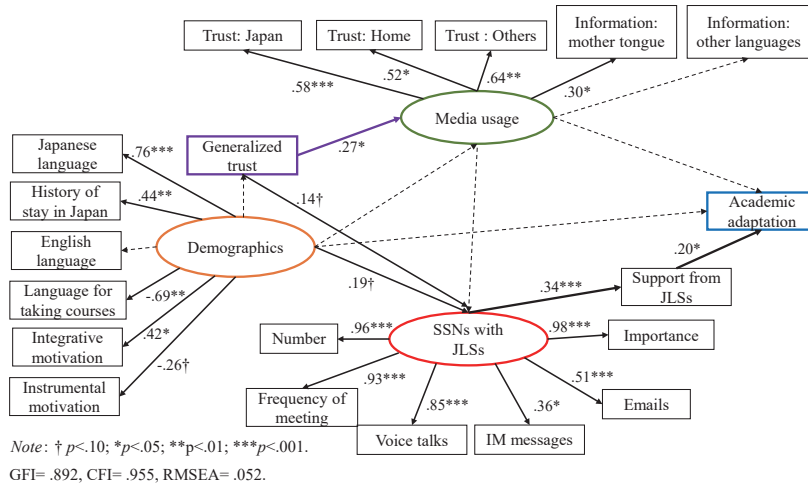 Trust: Japan
Trust: Home
Trust : Others
Information:
mother tongue
Information:
other languages
.58***
.52*
.64**
.30*
Media usage
Japanese
language
.76***
Generalized
trust
.27*
History of
stay in Japan
.44**
.14†
Academic
adaptation
English
language
Demographics
.20*
Language for
taking courses
-.69**
.19†
.34***
Support from
JLSs
Integrative
motivation
.42*
Number
.96***
SSNs with
JLSs
.98***
Importance
Instrumental
motivation
-.26†
.93***
.51***
Frequency of
meeting
.85***
.36*
Emails
Voice talks
IM messages
Note: † p<.10; *p<.05; **p<.01; ***p<.001.
GFI= .892, CFI= .955, RMSEA= .052.